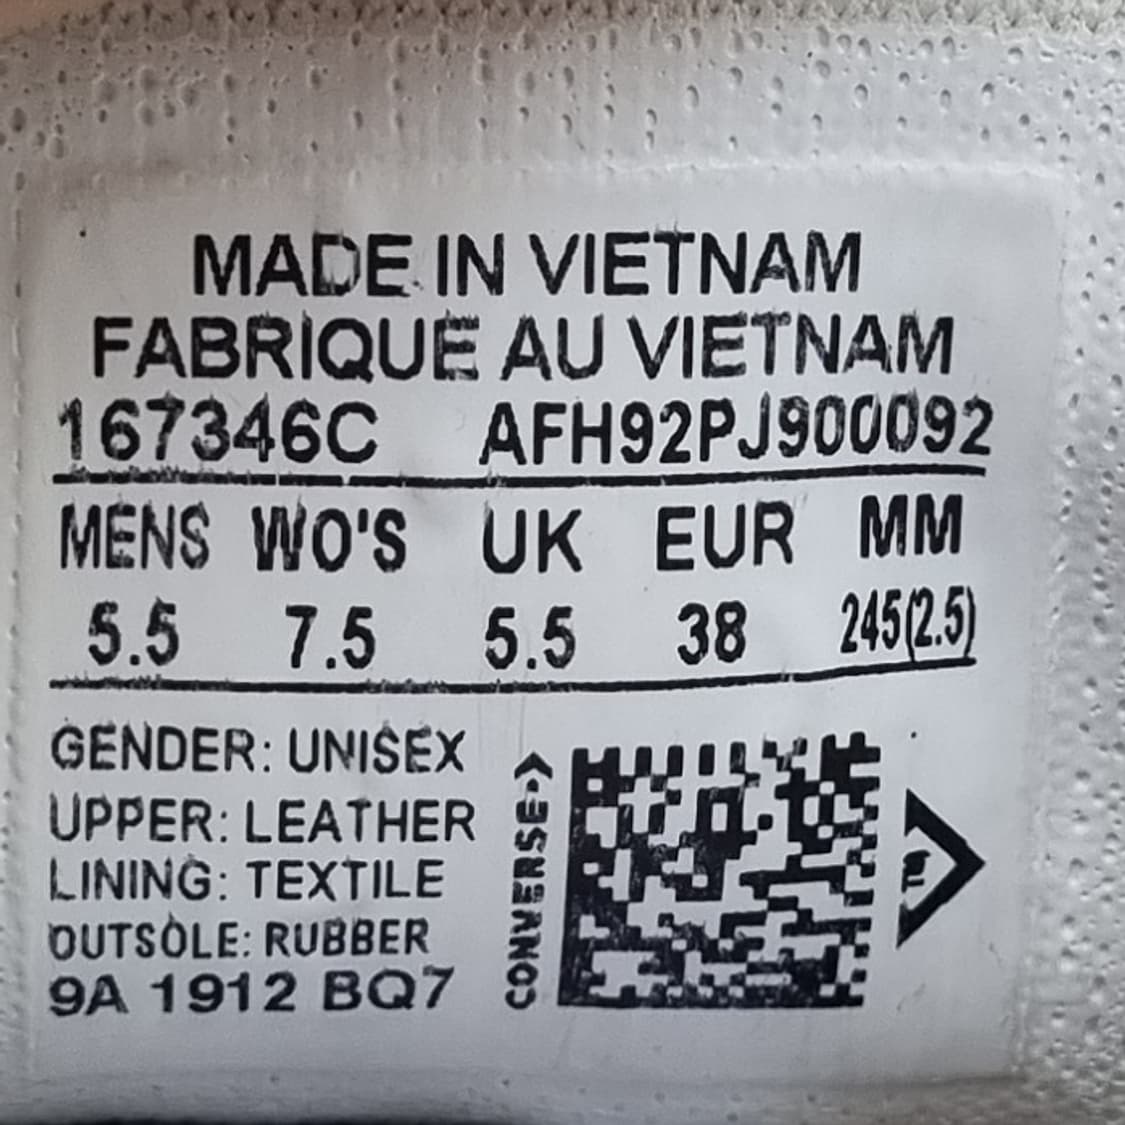 MADE IN VIETNAM
FABRIQUE AU VIETNAM
167346C AFH92PJ900092
MENS WO'S UK EUR MM
5.5 7.5 5.5 38 245(2.5)
GENDER: UNISEX
UPPER: LEATHER
LINING: TEXTILE
OUTSOLE: RUBBER
9A 1912 BQ7
CONVERSE